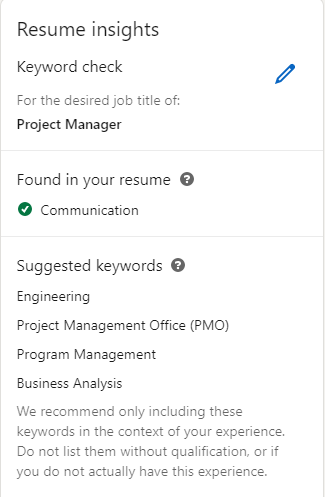 Resume insights
Keyword check
For the desired job title of:
Project Manager
Found in your resume
Communication
Suggested keywords
Engineering
Project Management Office (PMO)
Program Management
Business Analysis
We recommend only including these
keywords in the context of your experience.
Do not list them without qualification, or if
you do not actually have this experience.